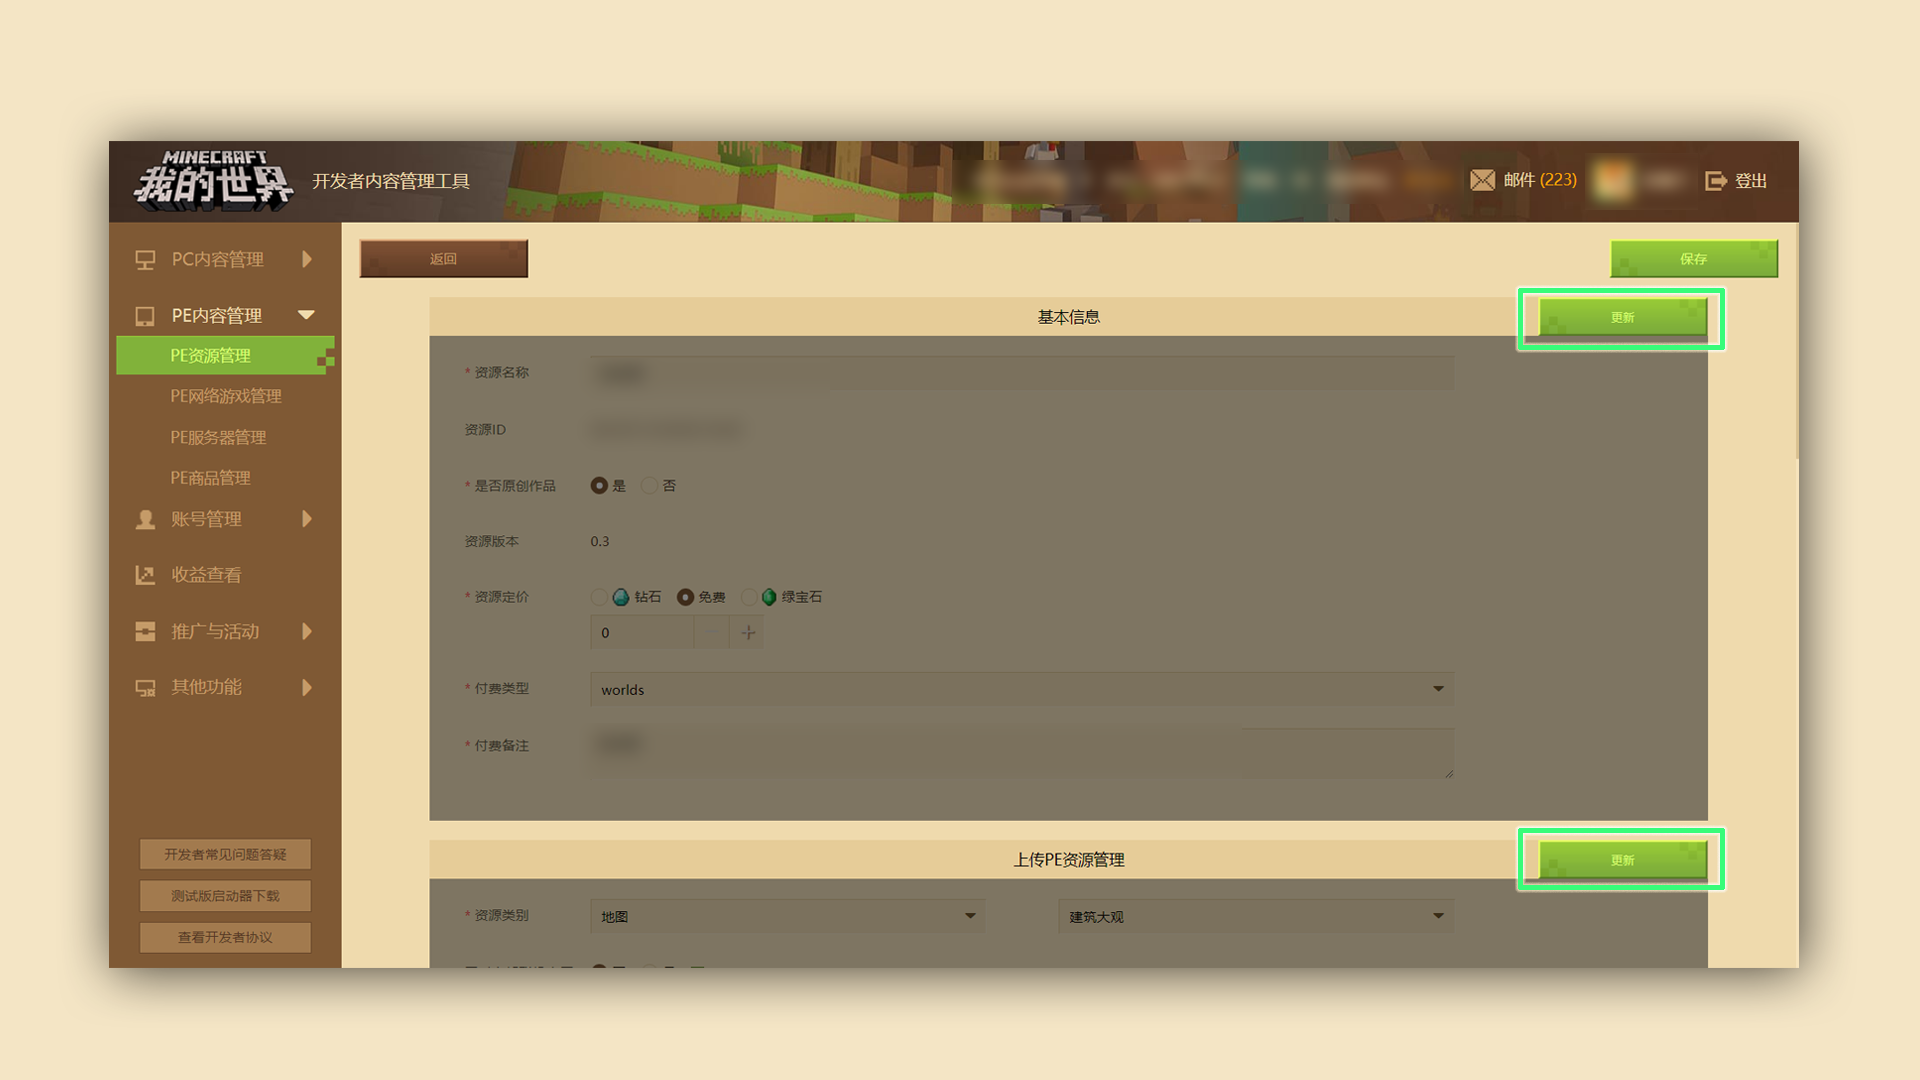 MINECRAFT
我的世界
开发者内容管理工具
邮件 (223)
登出
PC内容管理
PE内容管理
PE资源管理
PE网络游戏管理
PE服务器管理
PE商品管理
账号管理
收益查看
推广与活动
其他功能
开发者常见问题答疑
测试版启动器下载
查看开发者协议
返回
保存
基本信息
更新
* 资源名称
资源ID
* 是否原创作品 是 否
资源版本 0.3
* 资源定价 钻石 免费 绿宝石
0
* 付费类型 worlds
* 付费备注
上传PE资源管理
更新
* 资源类别 地图 建筑大观